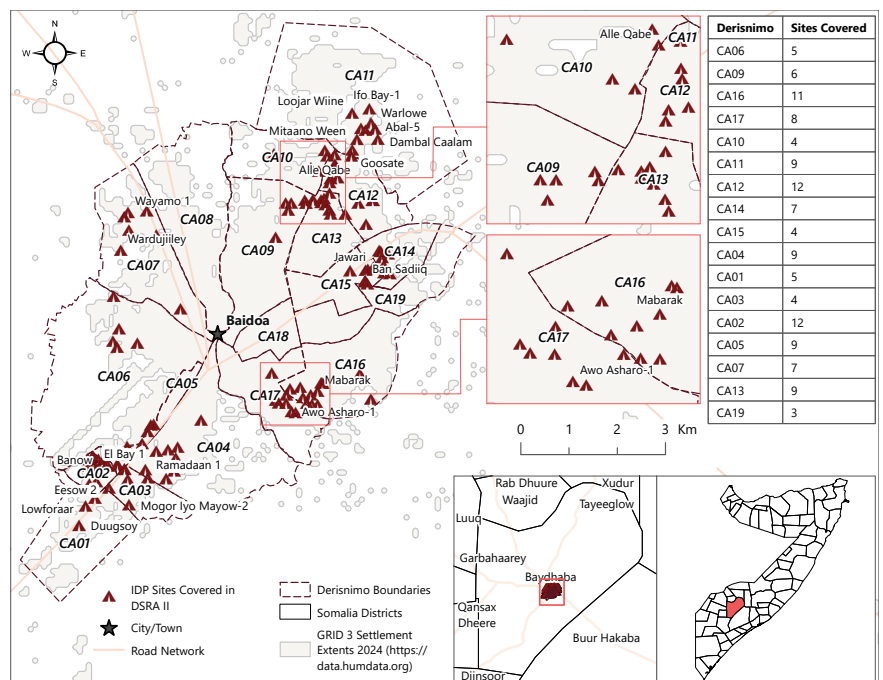 N
W
E
S
CA11
Ifo Bay-1
Loojar Wiine
Warlowe
Abal-5
Mitaano Ween
Dambal Caalam
CA10
Goosate
Alle Qabe
CA12
Wayamo 1
CA08
Wardujiiley
CA07
CA09
CA13
CA14
Jawari
Ban Sadiiq
CA15
CA19
Baidoa
CA18
CA06
CA05
CA16
Mabarak
CA17
Awo Asharo-1
CA04
El Bay 1
Banow
Ramadaan 1
CA02
Eesow 2
CA03
Lowforaar
Mogor Iyo Mayow-2
Duugsoy
CA01
Alle Qabe
CA11
CA10
CA12
CA09
CA13
CA16
Mabarak
CA17
Awo Asharo-1
0 1 2 3 Km
Derisnimo Sites Covered
CA06 5
CA09 6
CA16 11
CA17 8
CA10 4
CA11 9
CA12 12
CA14 7
CA15 4
CA04 9
CA01 5
CA03 4
CA02 12
CA05 9
CA07 7
CA13 9
CA19 3
IDP Sites Covered in
DSRA II
City/Town
Road Network
Derisnimo Boundaries
Somalia Districts
GRID 3 Settlement
Extents 2024 (https://
data.humdata.org)
Rab Dhuure
Xudur
Waajid
Tayeeglow
Luuq
Garbahaarey
Baydhaba
Qansax
Dheere
Buur Hakaba
Diinsoor